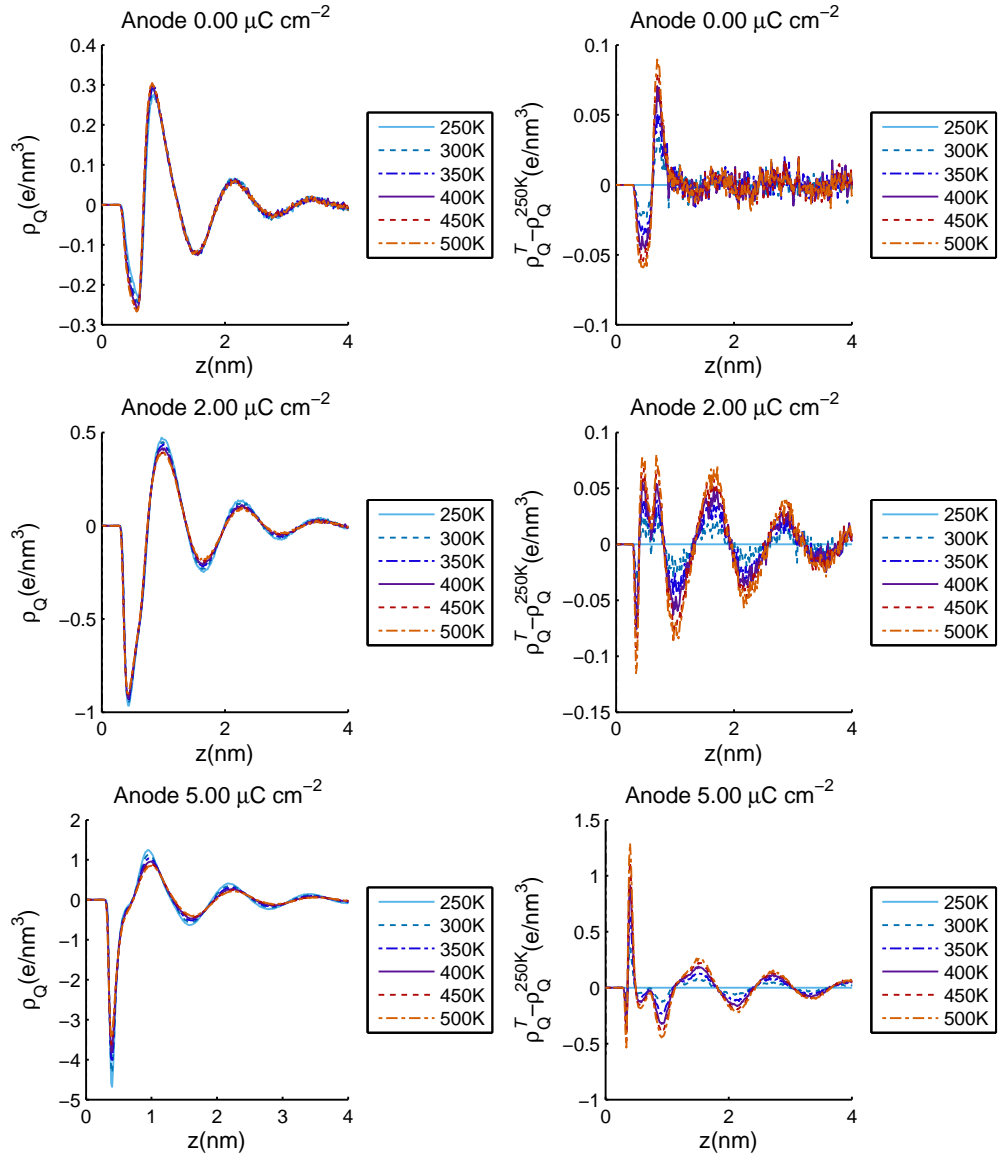 Anode 0.00 μC cm−2
ρQ(e/nm3)
0.4
0.3
0.2
0.1
0
−0.1
−0.2
−0.3
0
2
4
z(nm)
250K
300K
350K
400K
450K
500K
Anode 0.00 μC cm−2
ρQT−ρQ250K(e/nm3)
0.1
0.05
0
−0.05
−0.1
0
2
4
z(nm)
250K
300K
350K
400K
450K
500K
Anode 2.00 μC cm−2
ρQ(e/nm3)
0.5
0
−0.5
−1
0
2
4
z(nm)
250K
300K
350K
400K
450K
500K
Anode 2.00 μC cm−2
ρQT−ρQ250K(e/nm3)
0.1
0.05
0
−0.05
−0.1
−0.15
0
2
4
z(nm)
250K
300K
350K
400K
450K
500K
Anode 5.00 μC cm−2
ρQ(e/nm3)
2
1
0
−1
−2
−3
−4
−5
0
1
2
3
4
z(nm)
250K
300K
350K
400K
450K
500K
Anode 5.00 μC cm−2
ρQT−ρQ250K(e/nm3)
1.5
1
0.5
0
−0.5
−1
0
2
4
z(nm)
250K
300K
350K
400K
450K
500K